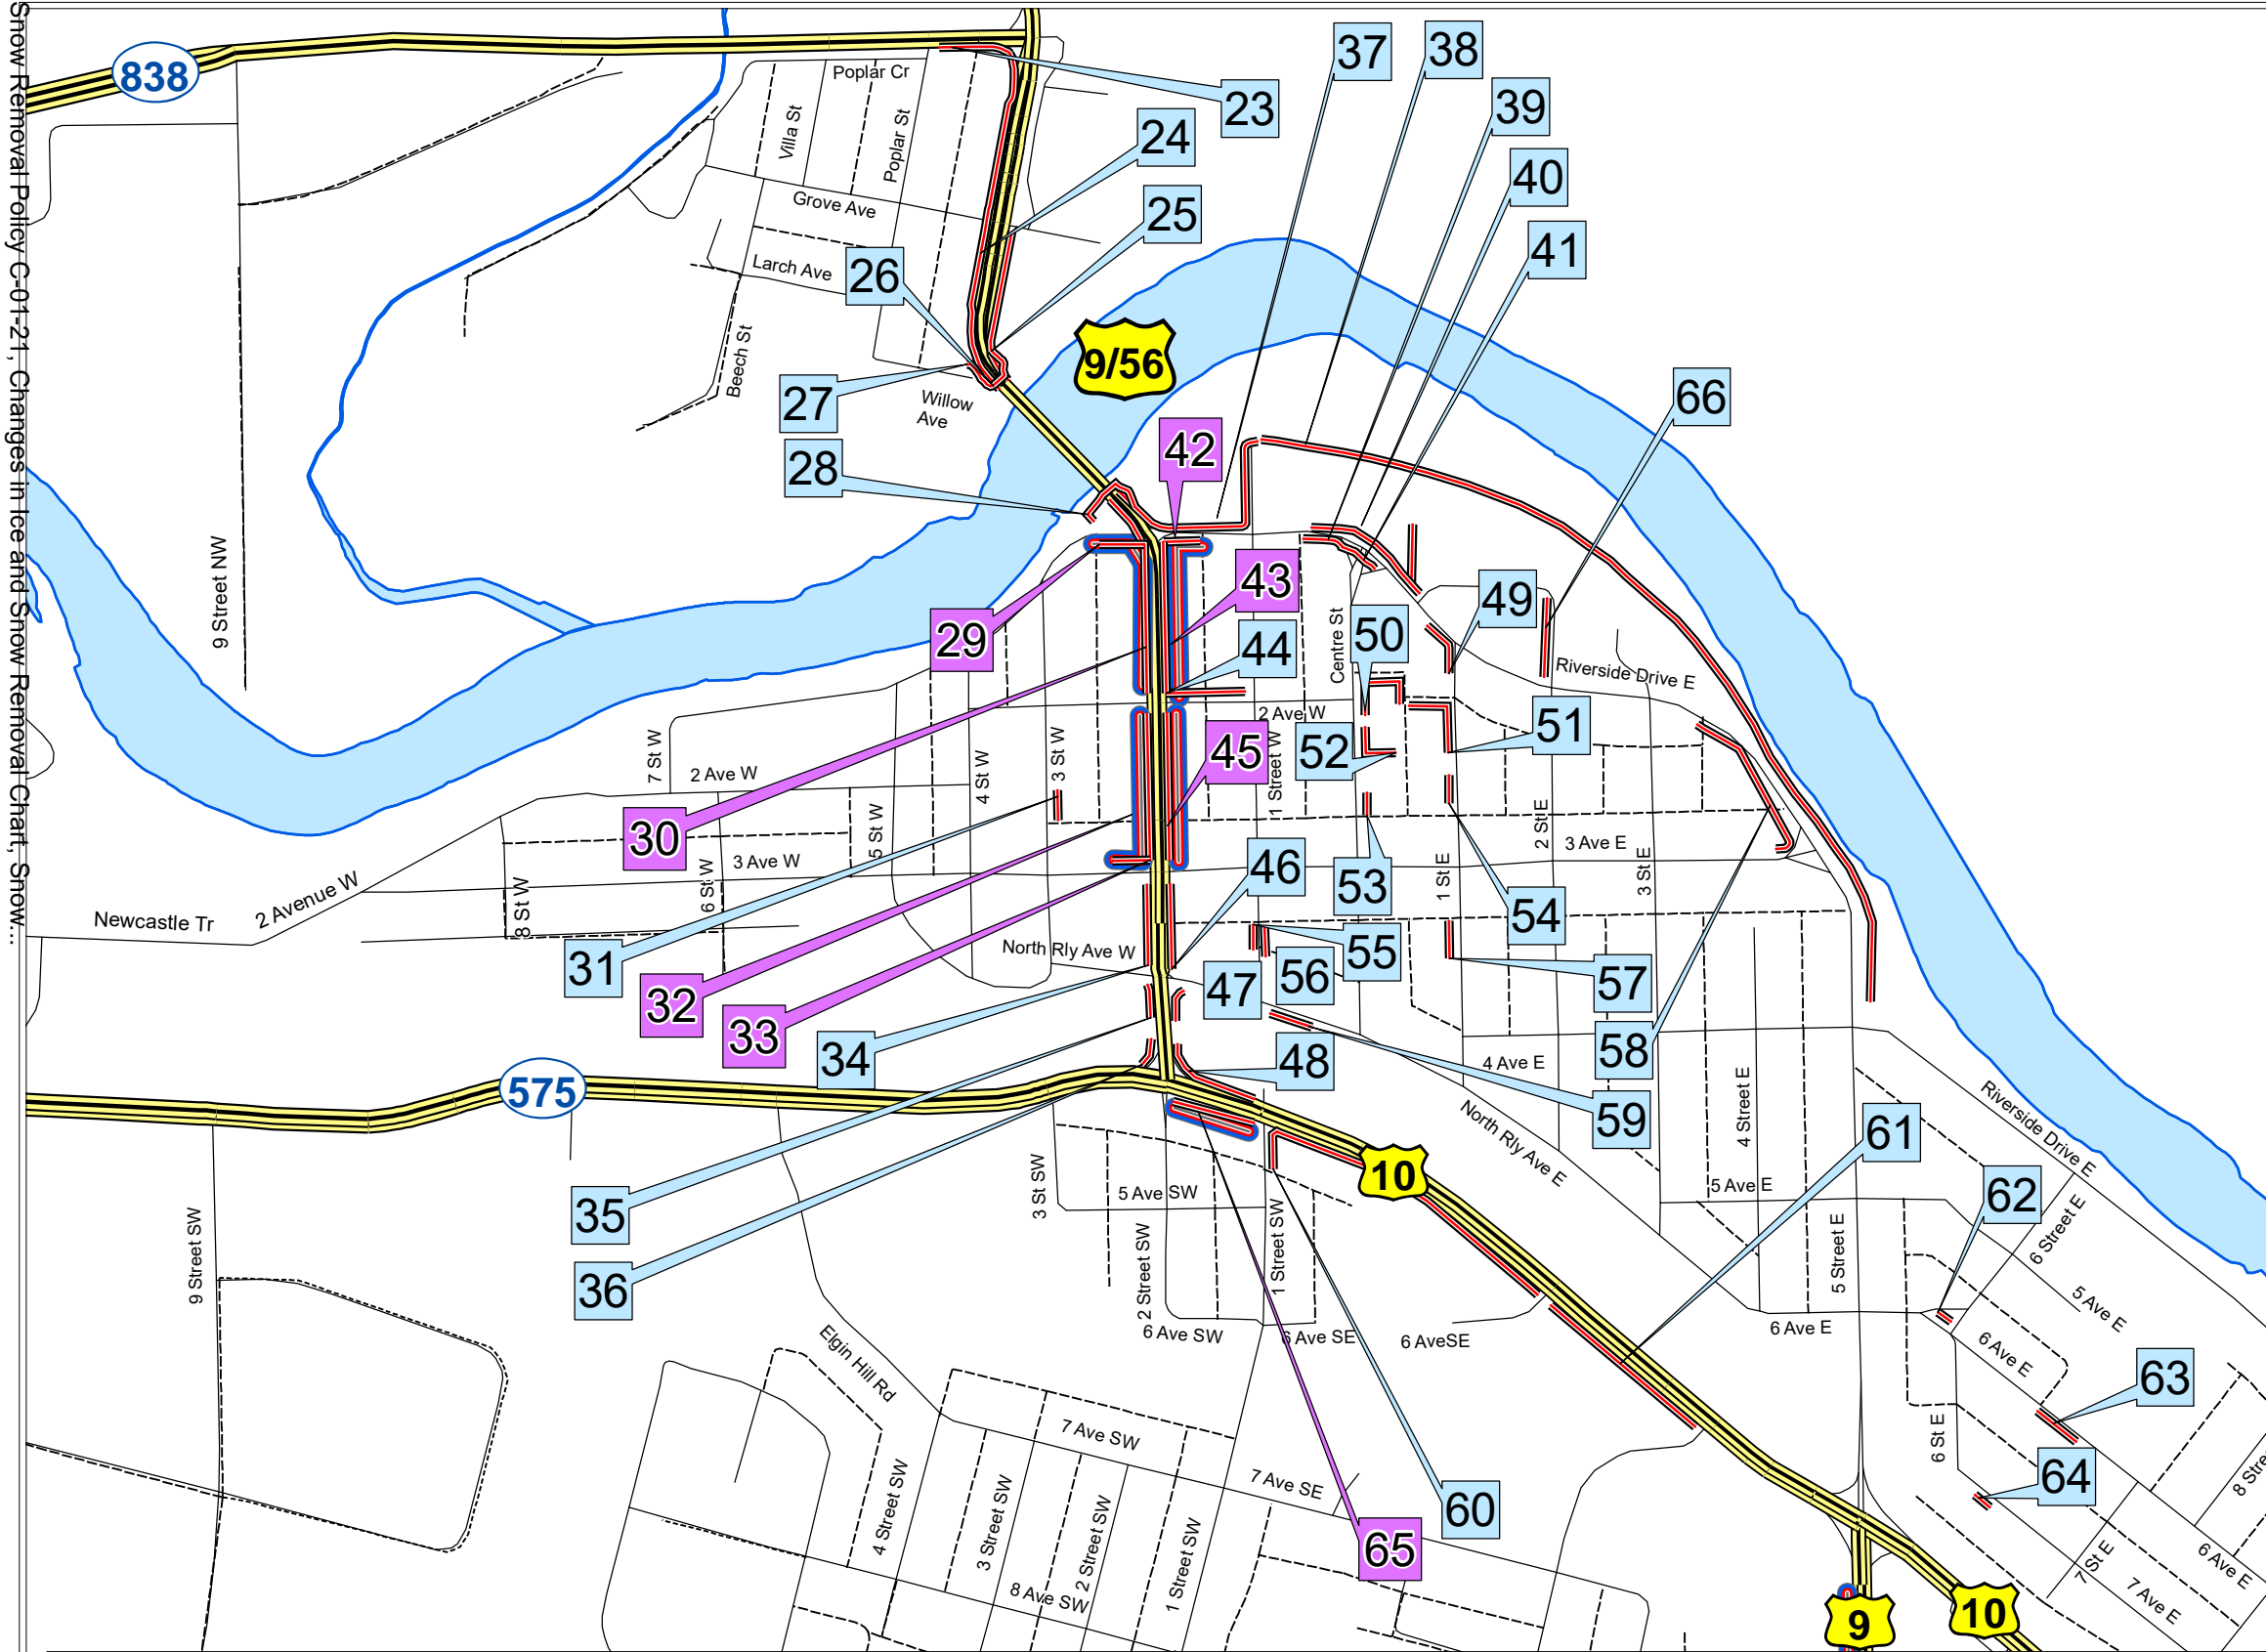 Snow Removal Policy C-01-21, Changes in Ice and Snow Removal Chart, Snow...
838
Poplar Cr
Villa St
Poplar St
Grove Ave
Larch Ave
Beech St
Willow
Ave
9 Street NW
23
24
25
26
27
28
9/56
37
38
39
40
41
66
42
43
44
45
29
30
31
32
33
34
35
36
46
47
48
49
50
51
52
53
54
55
56
57
58
59
60
61
62
63
64
65
Centre St
Riverside Drive E
2 Ave W
1 Street W
7 St W
2 Ave W
4 St W
3 St W
5 St W
6 St W
3 Ave W
8 St W
2 Avenue W
Newcastle Tr
North Rly Ave W
1 St E
2 St E
3 Ave E
3 St E
4 Ave E
4 Street E
North Rly Ave E
5 Ave E
5 Street E
6 Ave E
Riverside Drive E
6 Street E
5 Ave E
6 Ave E
6 St E
8 Stre
7 St E
7 Ave E
6 Ave E
575
10
9 Street SW
3 St SW
5 Ave SW
2 Street SW
1 Street SW
6 Ave SW
6 Ave SE
6 AveSE
Elgin Hill Rd
7 Ave SW
7 Ave SE
4 Street SW
3 Street SW
2 Street SW
1 Street SW
8 Ave SW
9
10